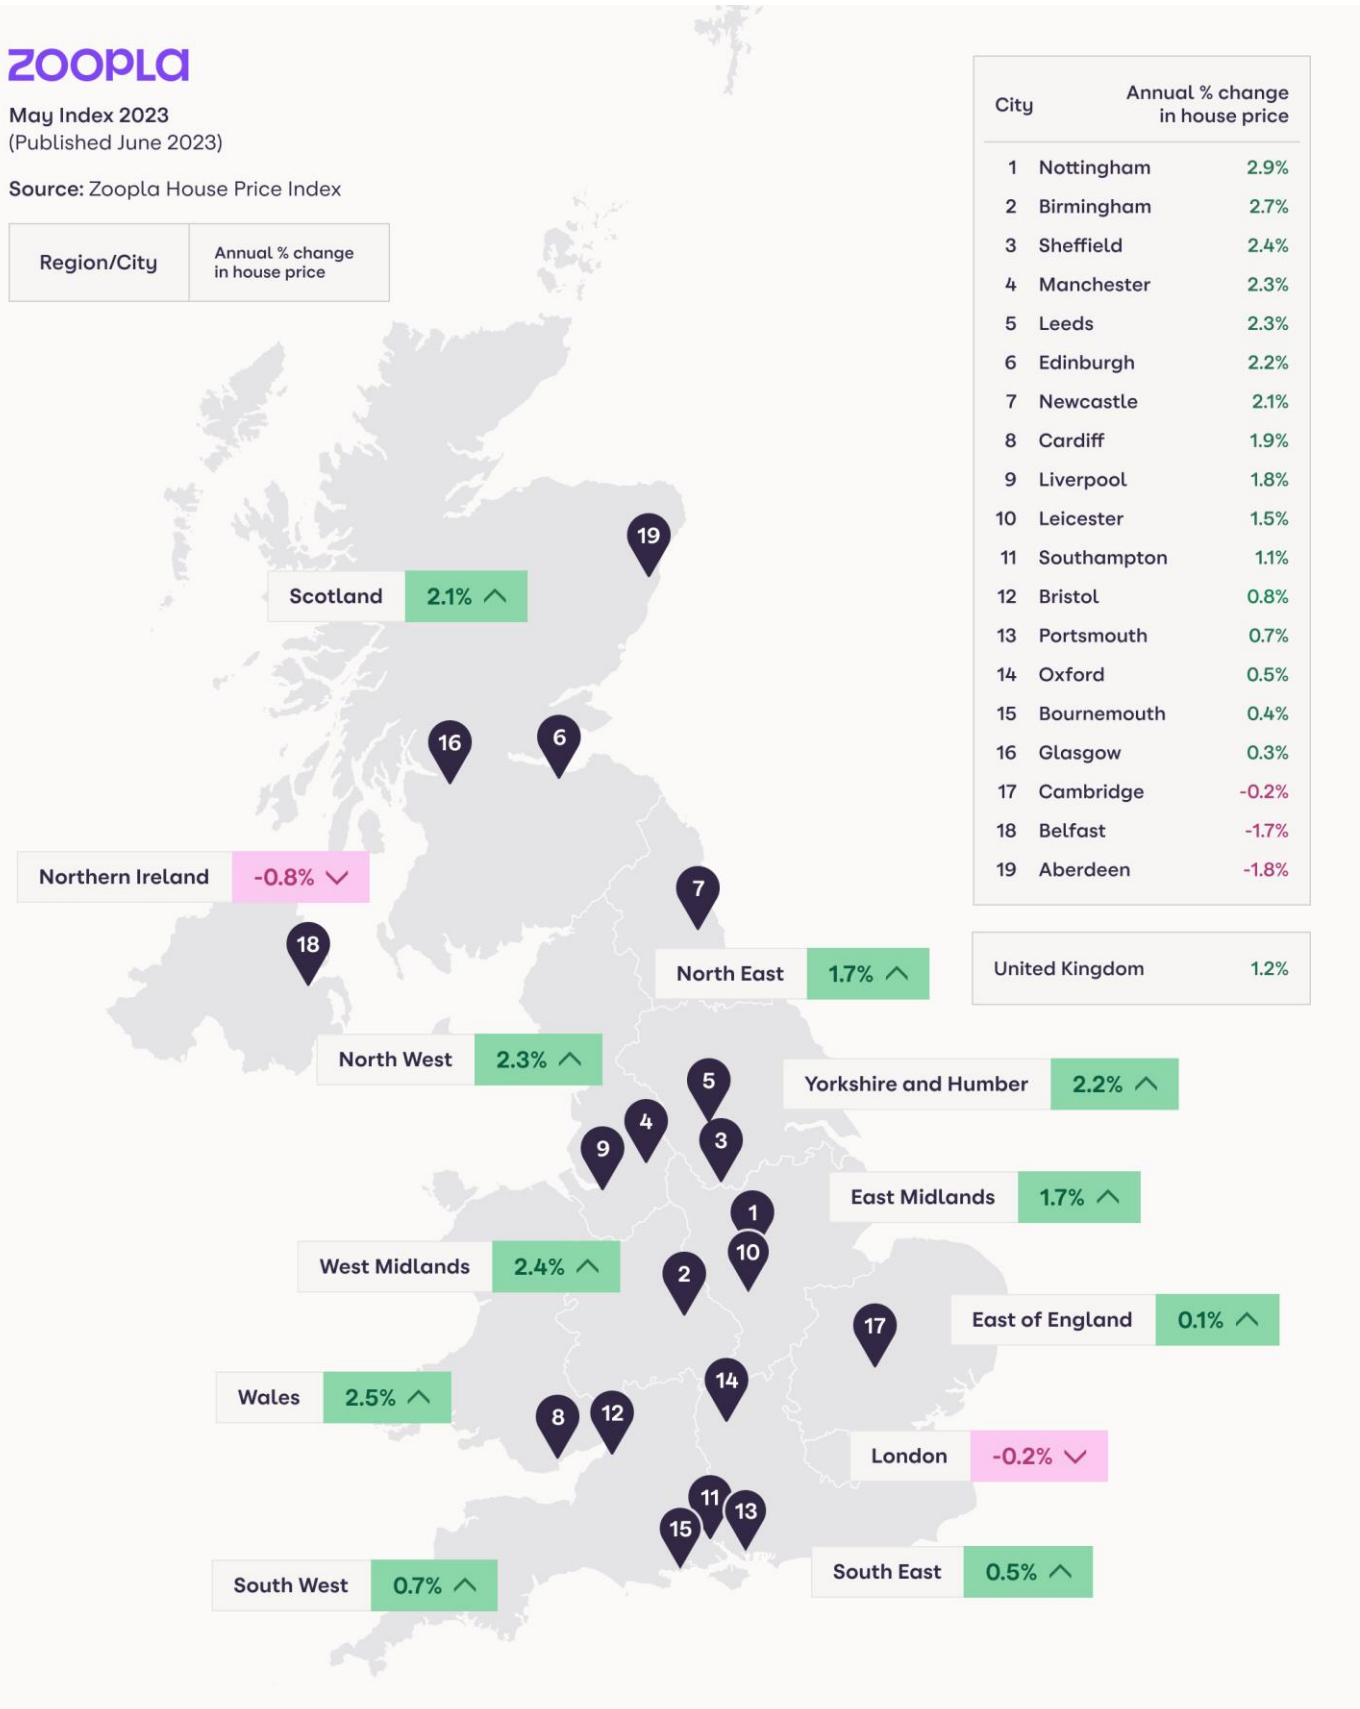 ZOOPLA
May Index 2023
(Published June 2023)
Source: Zoopla House Price Index
Region/City
Annual % change
in house price
City
Annual % change
in house price
1 Nottingham 2.9%
2 Birmingham 2.7%
3 Sheffield 2.4%
4 Manchester 2.3%
5 Leeds 2.3%
6 Edinburgh 2.2%
7 Newcastle 2.1%
8 Cardiff 1.9%
9 Liverpool 1.8%
10 Leicester 1.5%
11 Southampton 1.1%
12 Bristol 0.8%
13 Portsmouth 0.7%
14 Oxford 0.5%
15 Bournemouth 0.4%
16 Glasgow 0.3%
17 Cambridge -0.2%
18 Belfast -1.7%
19 Aberdeen -1.8%
United Kingdom 1.2%
19
Scotland 2.1%
16
6
Northern Ireland -0.8%
7
18
North East 1.7%
North West 2.3%
5
Yorkshire and Humber 2.2%
4
9
3
East Midlands 1.7%
1
10
West Midlands 2.4%
2
East of England 0.1%
17
14
Wales 2.5%
8
12
London -0.2%
11
13
15
South East 0.5%
South West 0.7%